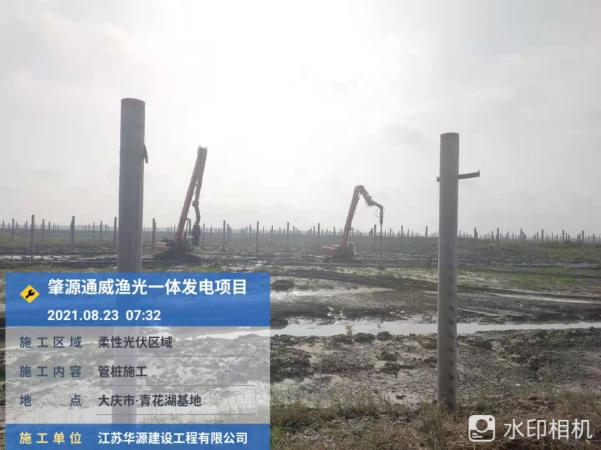 肇源通威渔光一体发电项目
2021.08.23 07:32
施工区域 柔性光伏区域
施工内容 管桩施工
地点 大庆市·青花湖基地
施工单位 江苏华源建设工程有限公司
水印相机